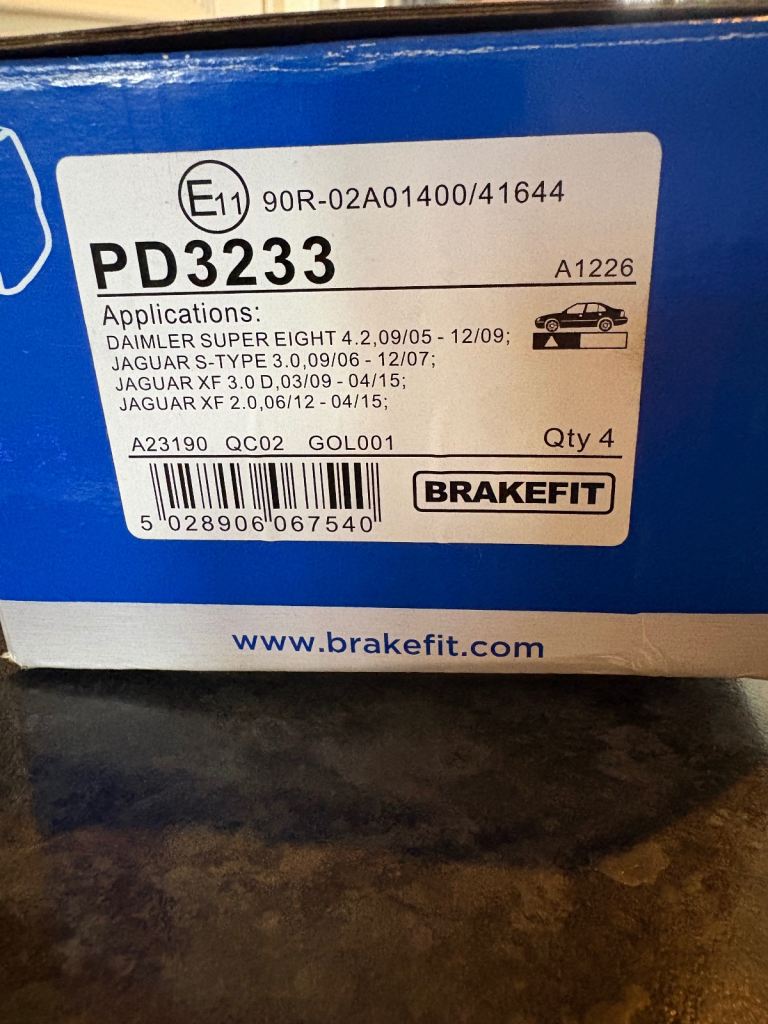 E11 90R-02A01400/41644
PD3233 A1226
Applications:
DAIMLER SUPER EIGHT 4.2,09/05 - 12/09;
JAGUAR S-TYPE 3.0,09/06 - 12/07;
JAGUAR XF 3.0 D,03/09 - 04/15;
JAGUAR XF 2.0,06/12 - 04/15;
A23190 QC02 GOL001 Qty 4
BRAKEFIT
5 028906 067540
www.brakefit.com